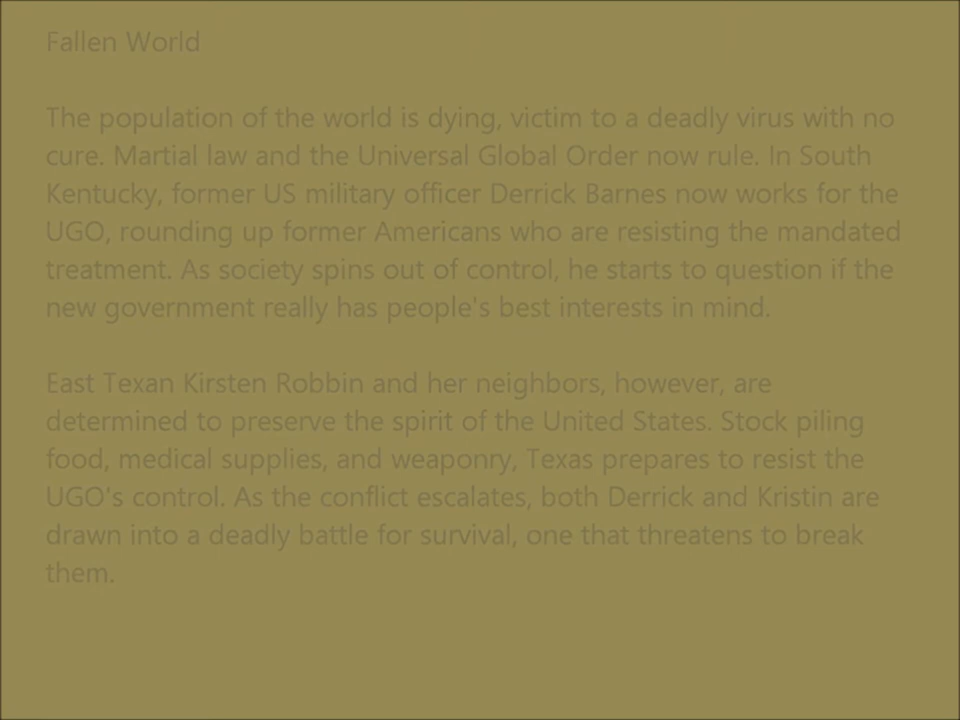 Fallen World
The population of the world is dying, victim to a deadly virus with no
cure. Martial law and the Universal Global Order now rule. In South
Kentucky, former US military officer Derrick Barnes now works for the
UGO, rounding up former Americans who are resisting the mandated
treatment. As society spins out of control, he starts to question if the
new government really has people's best interests in mind.
East Texan Kirsten Robbin and her neighbors, however, are
determined to preserve the spirit of the United States. Stock piling
food, medical supplies, and weaponry, Texas prepares to resist the
UGO's control. As the conflict escalates, both Derrick and Kristin are
drawn into a deadly battle for survival, one that threatens to break
them.